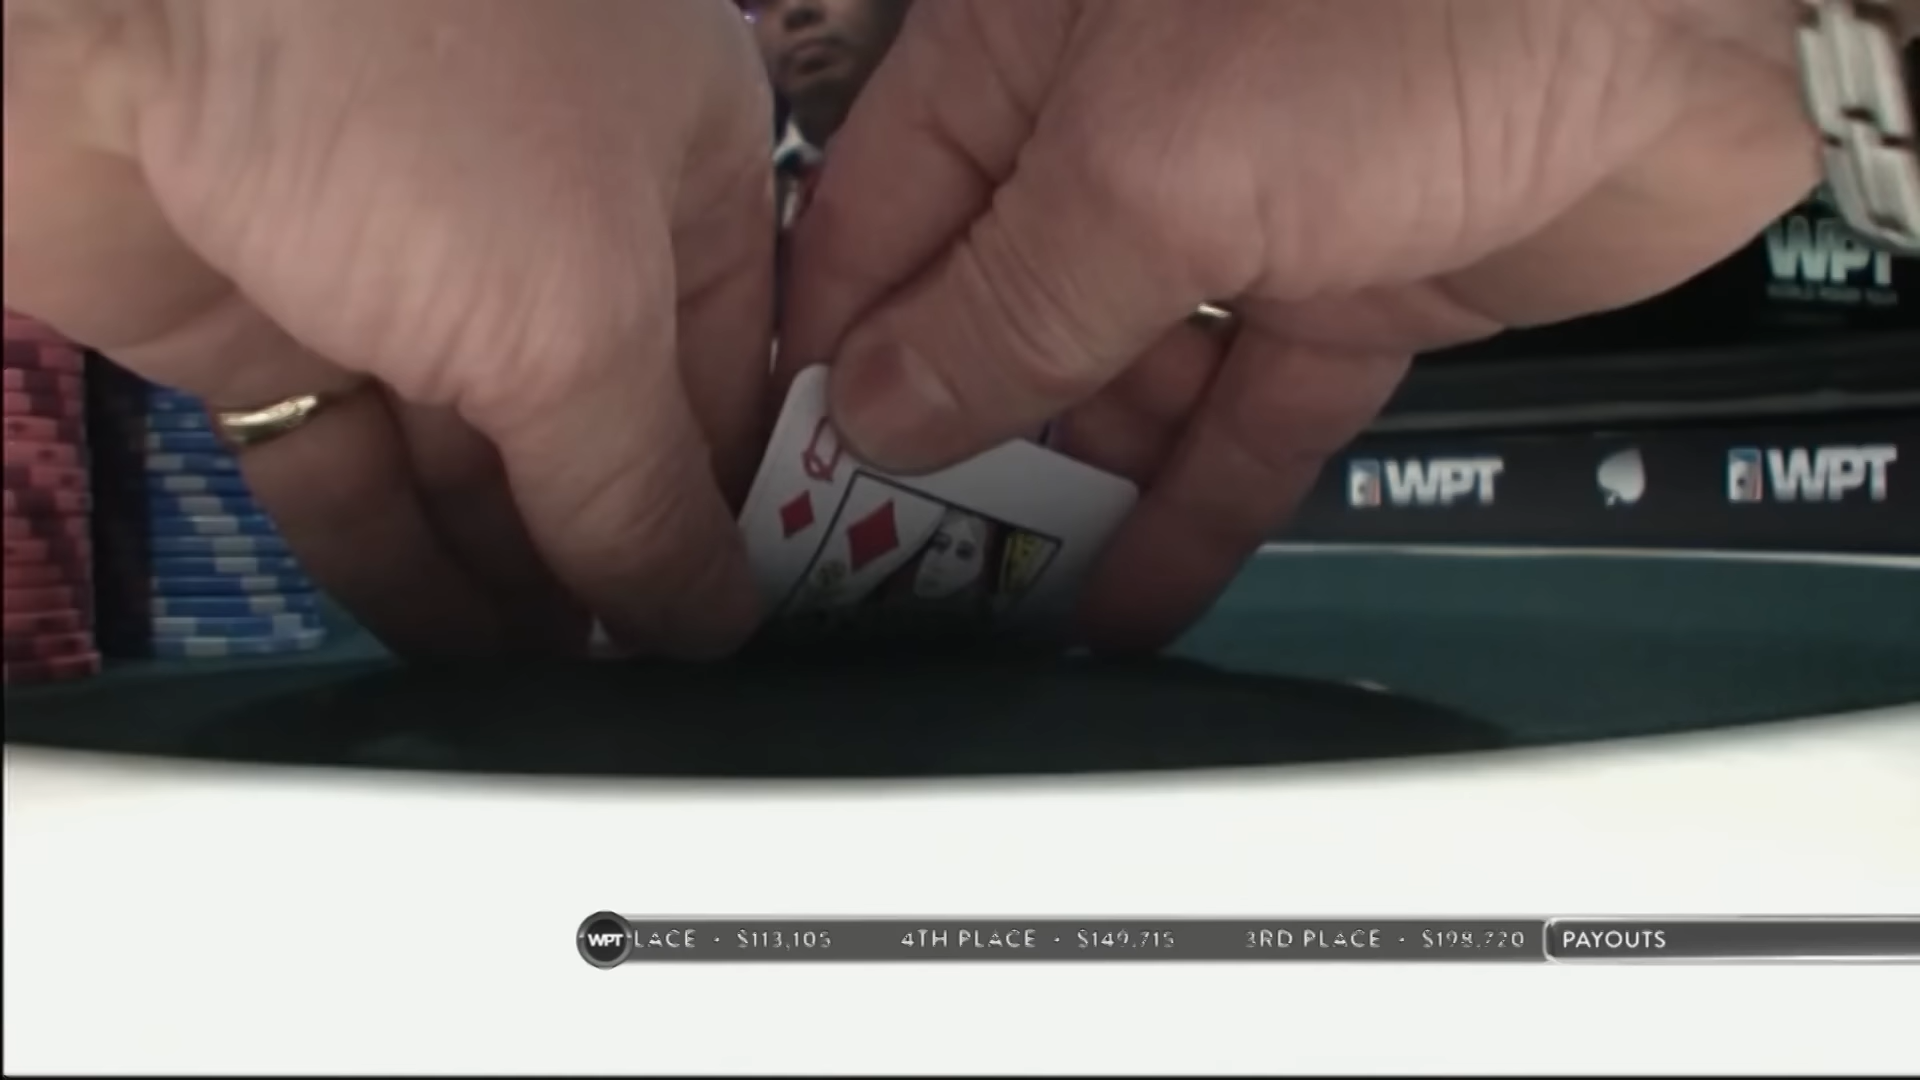 WPT
Q
WPT WPT
WPT LACE · $113,105 4TH PLACE · $149,715 3RD PLACE · $198,720 PAYOUTS